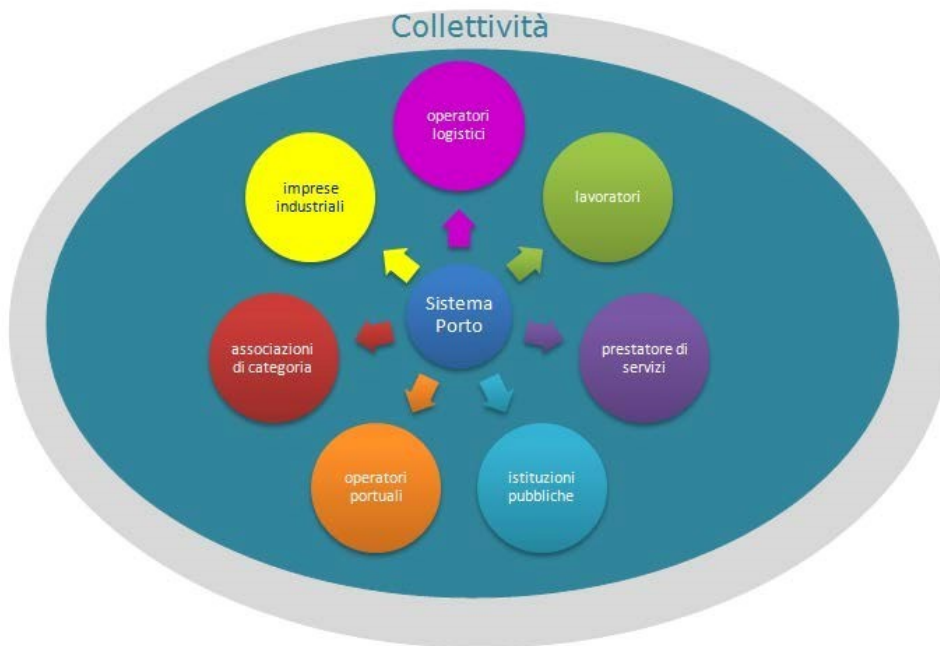 Collettività
operatori
logistici
lavoratori
prestatore di
servizi
istituzioni
pubbliche
operatori
portuali
associazioni
di categoria
imprese
industriali
Sistema
Porto